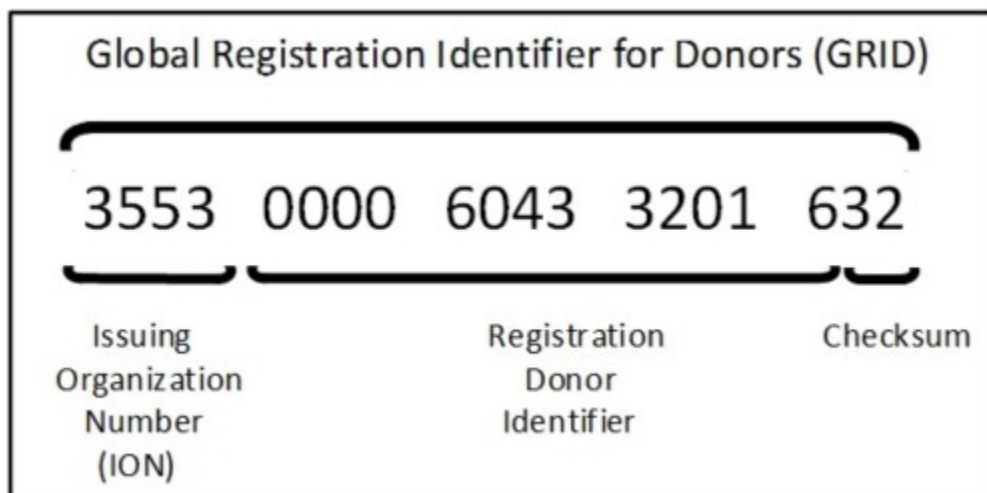 Global Registration Identifier for Donors (GRID)
3553 0000 6043 3201 632
Issuing
Organization
Number
(ION)
Registration
Donor
Identifier
Checksum